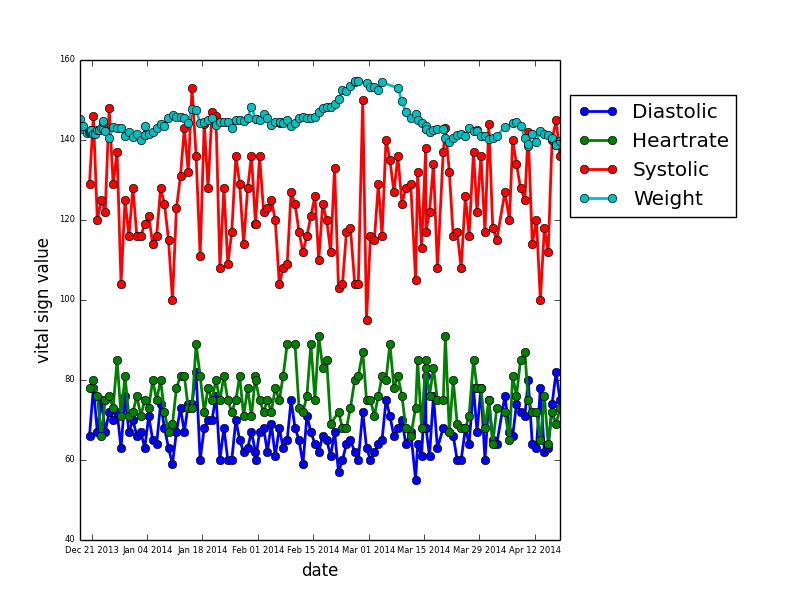 160
140
120
100
80
60
40
vital sign value
Dec 21 2013 Jan 04 2014 Jan 18 2014 Feb 01 2014 Feb 15 2014 Mar 01 2014 Mar 15 2014 Mar 29 2014 Apr 12 2014
date
Diastolic
Heartrate
Systolic
Weight